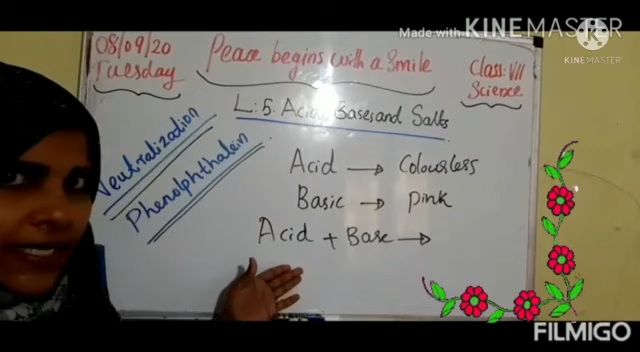 Made with KINEMASTER
KINEMASTER
08/09/20
Tuesday
Peace begins with a Smile
Class: VII
Science
L: 5. Acid, Bases and Salts
Neutralization
Phenolphthalein
Acid → Colourless
Basic → Pink
Acid + Base →
FILMIGO